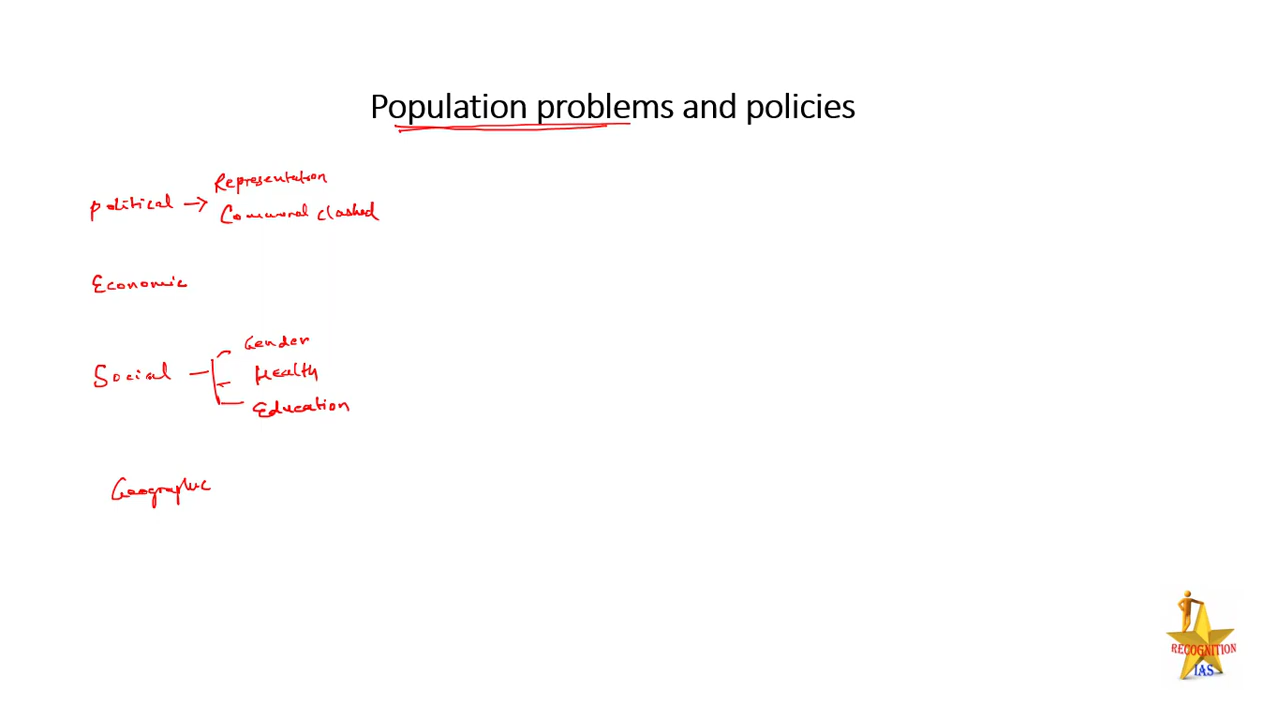 Population problems and policies
Political → Representation
Communal clashed
Economic
Social
Gender
Health
Education
Geographic
RECOGNITION
IAS